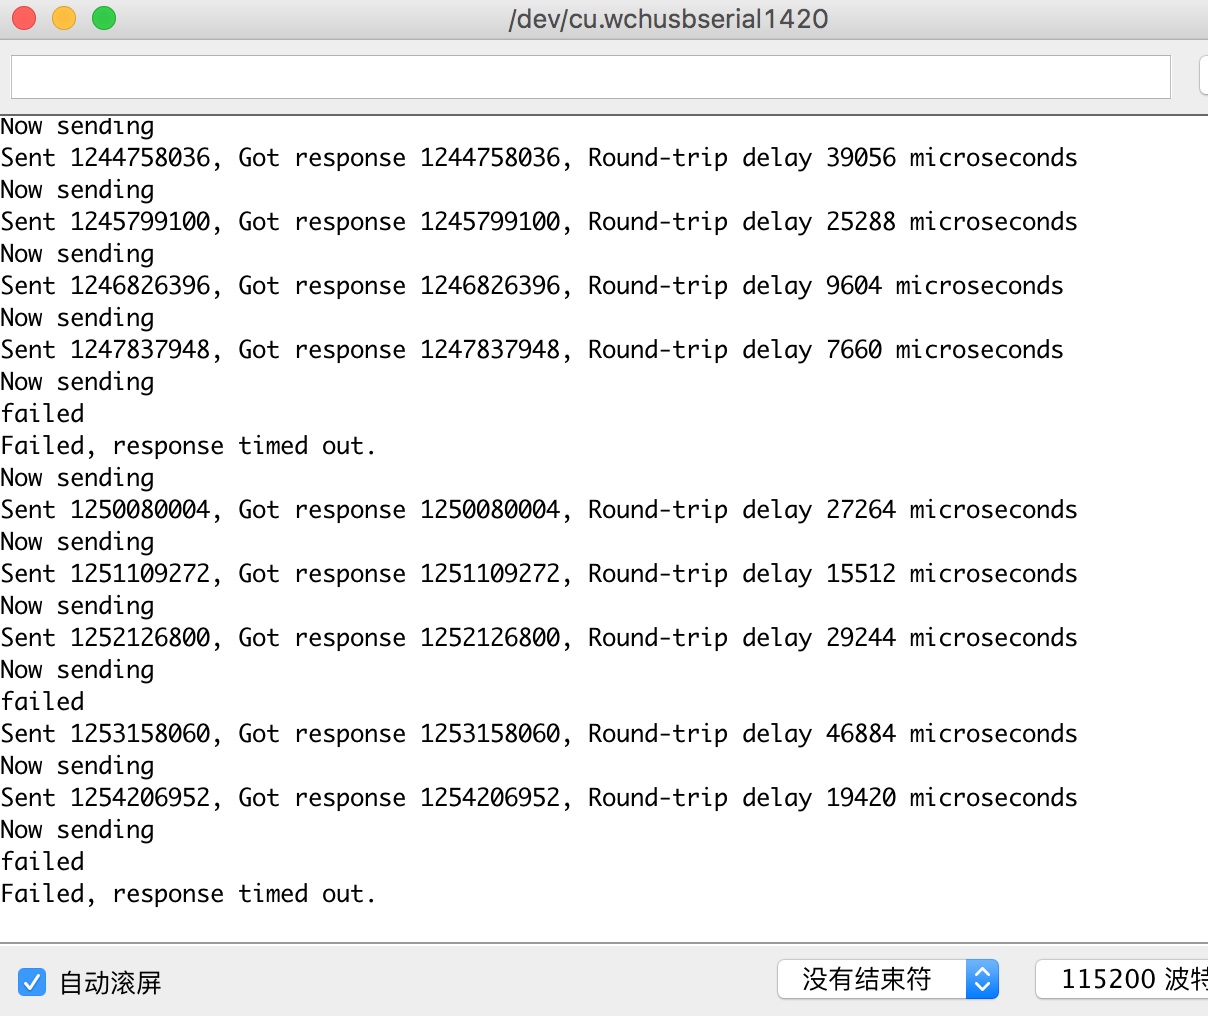 /dev/cu.wchusbserial1420
Now sending
Sent 1244758036, Got response 1244758036, Round-trip delay 39056 microseconds
Now sending
Sent 1245799100, Got response 1245799100, Round-trip delay 25288 microseconds
Now sending
Sent 1246826396, Got response 1246826396, Round-trip delay 9604 microseconds
Now sending
Sent 1247837948, Got response 1247837948, Round-trip delay 7660 microseconds
Now sending
failed
Failed, response timed out.
Now sending
Sent 1250080004, Got response 1250080004, Round-trip delay 27264 microseconds
Now sending
Sent 1251109272, Got response 1251109272, Round-trip delay 15512 microseconds
Now sending
Sent 1252126800, Got response 1252126800, Round-trip delay 29244 microseconds
Now sending
failed
Sent 1253158060, Got response 1253158060, Round-trip delay 46884 microseconds
Now sending
Sent 1254206952, Got response 1254206952, Round-trip delay 19420 microseconds
Now sending
failed
Failed, response timed out.
自动滚屏 没有结束符 115200 波特